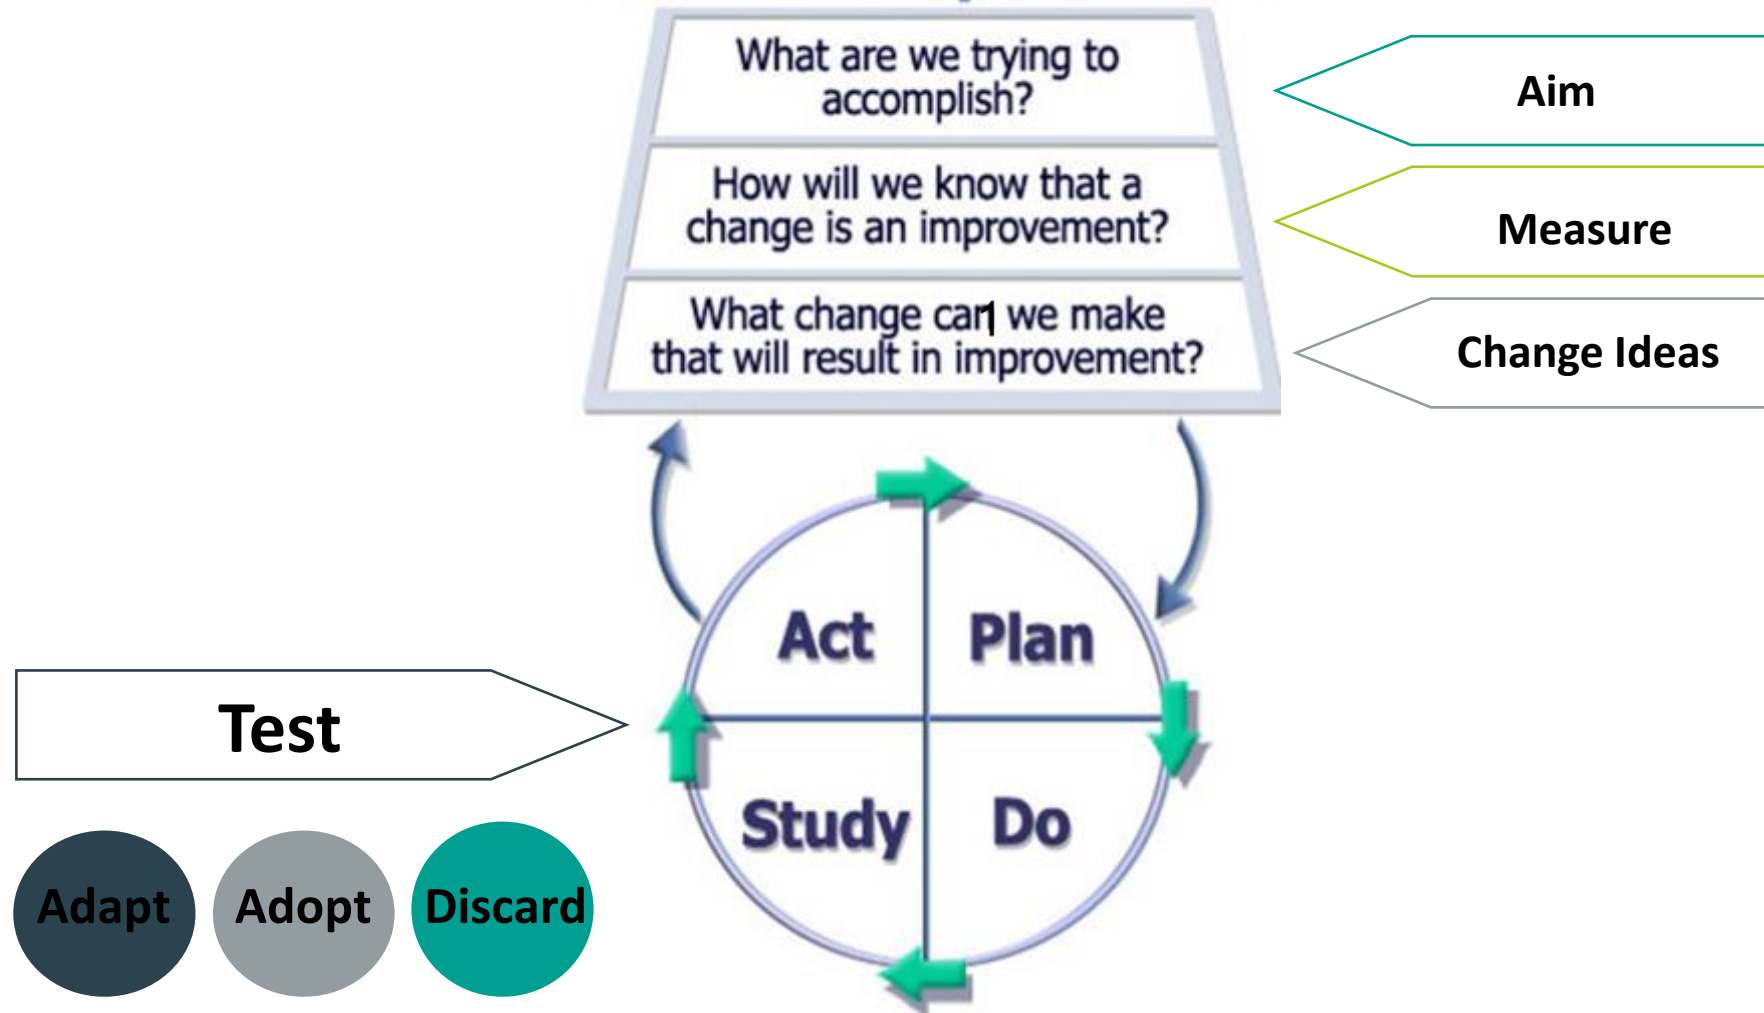 What are we trying to
accomplish?
Aim
How will we know that a
change is an improvement?
Measure
What change can we make
that will result in improvement?
1
Change Ideas
Act
Plan
Test
Study
Do
Adapt
Adopt
Discard